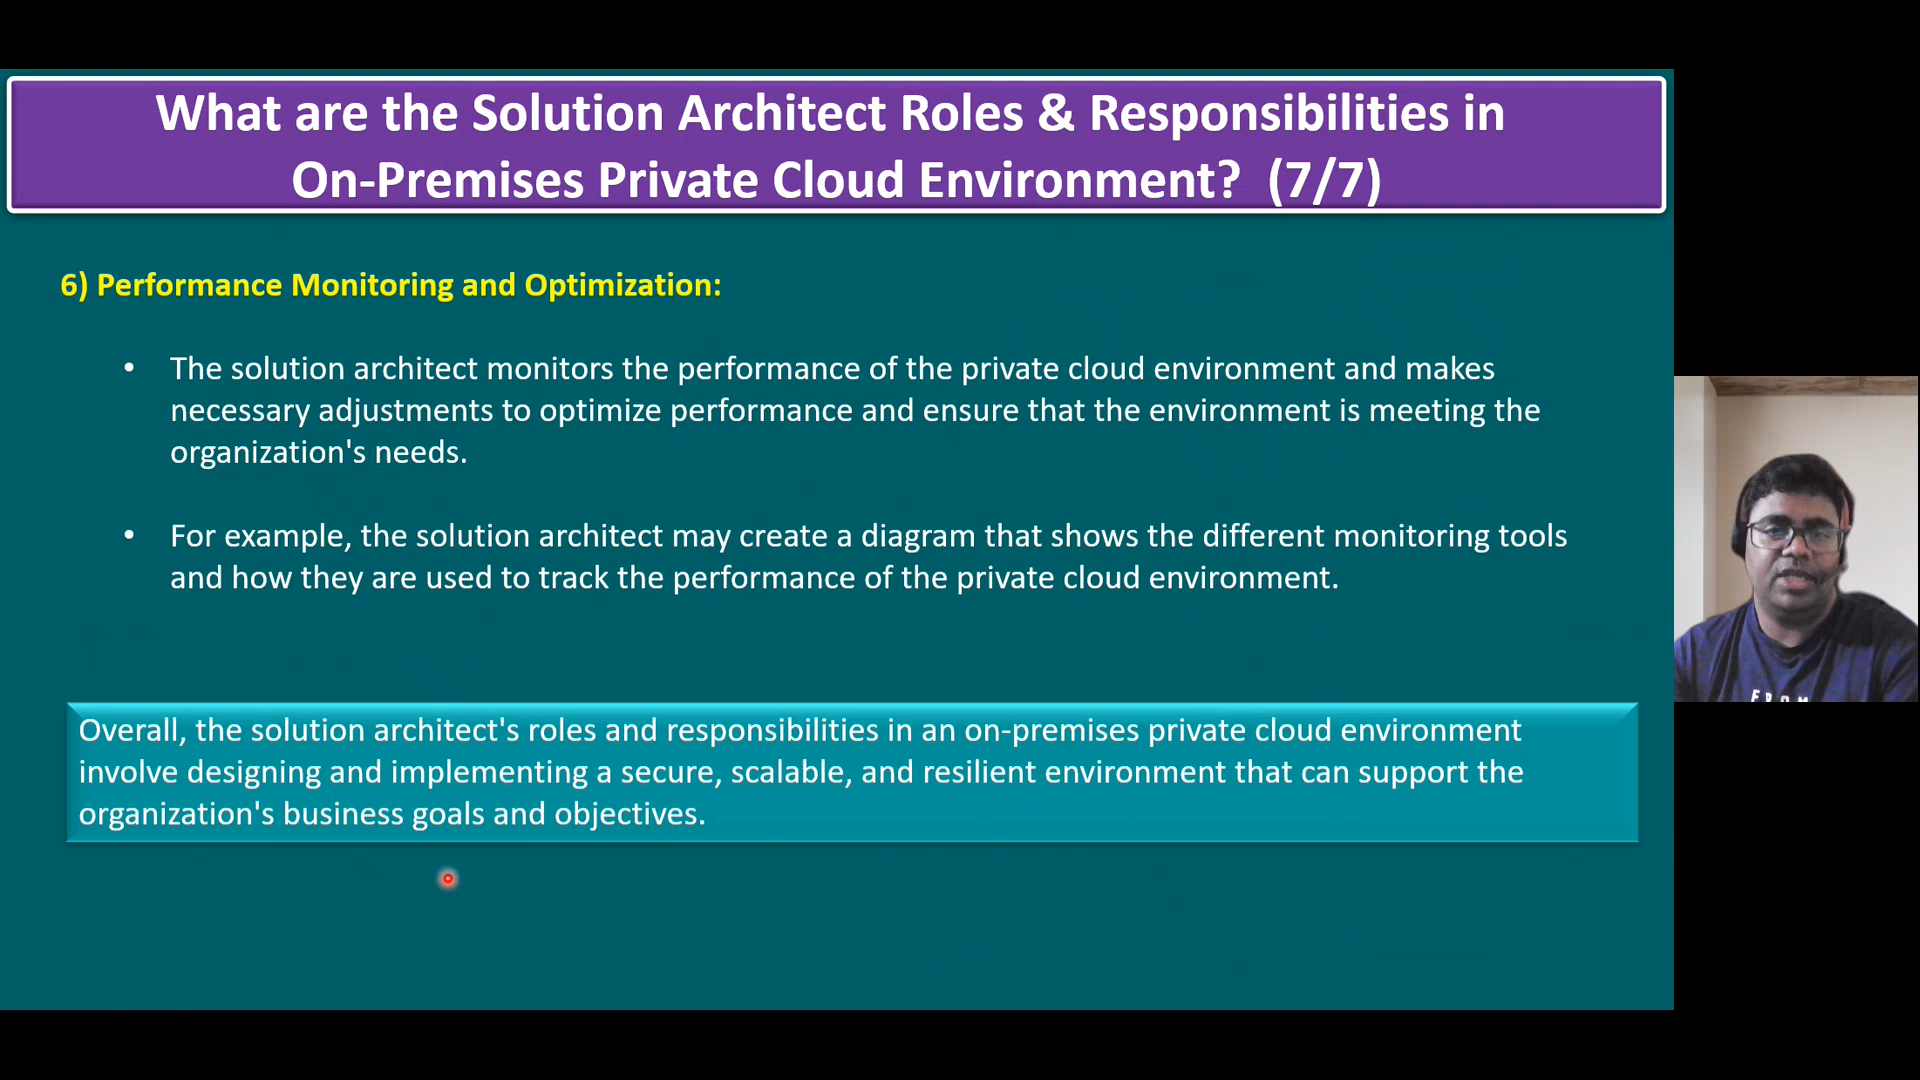 What are the Solution Architect Roles & Responsibilities in
On-Premises Private Cloud Environment? (7/7)
6) Performance Monitoring and Optimization:
• The solution architect monitors the performance of the private cloud environment and makes
necessary adjustments to optimize performance and ensure that the environment is meeting the
organization's needs.
• For example, the solution architect may create a diagram that shows the different monitoring tools
and how they are used to track the performance of the private cloud environment.
Overall, the solution architect's roles and responsibilities in an on-premises private cloud environment
involve designing and implementing a secure, scalable, and resilient environment that can support the
organization's business goals and objectives.